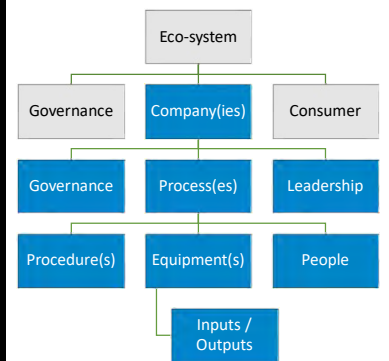 Eco-system
Governance
Company(ies)
Consumer
Governance
Process(es)
Leadership
Procedure(s)
Equipment(s)
People
Inputs /
Outputs